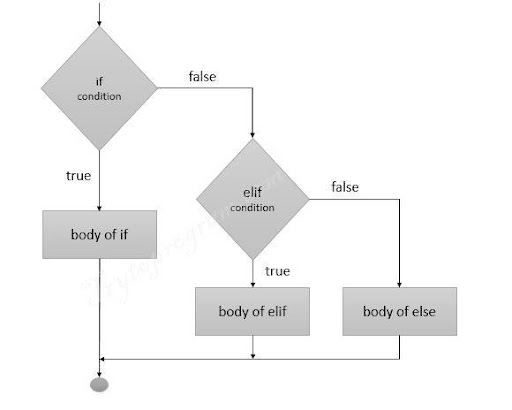 if
condition
false
true
elif
condition
false
body of if
true
body of elif
body of else